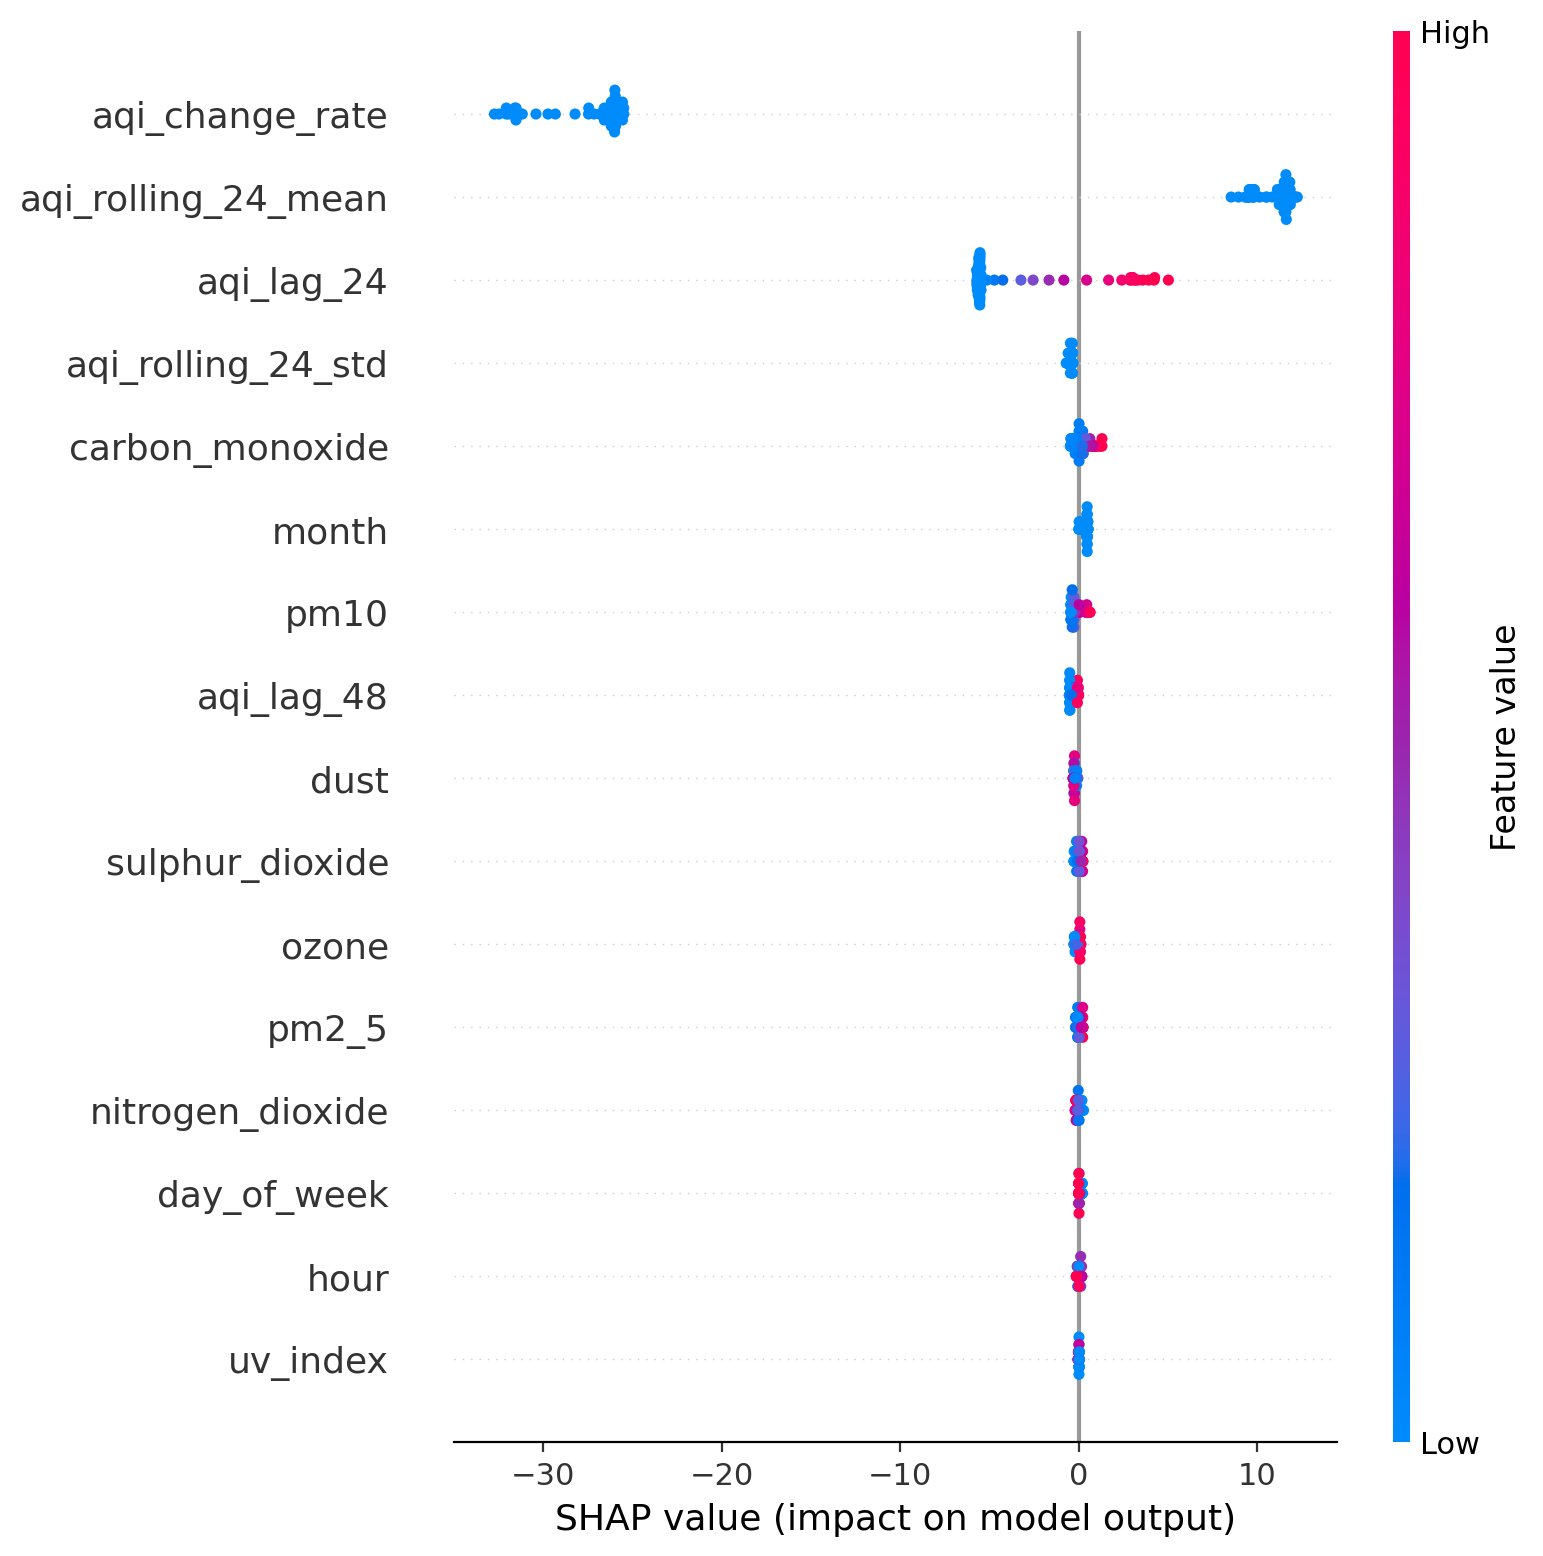 High
aqi_change_rate
aqi_rolling_24_mean
aqi_lag_24
aqi_rolling_24_std
carbon_monoxide
month
pm10
aqi_lag_48
dust
sulphur_dioxide
ozone
pm2_5
nitrogen_dioxide
day_of_week
hour
uv_index
Feature value
Low
−30 −20 −10 0 10
SHAP value (impact on model output)